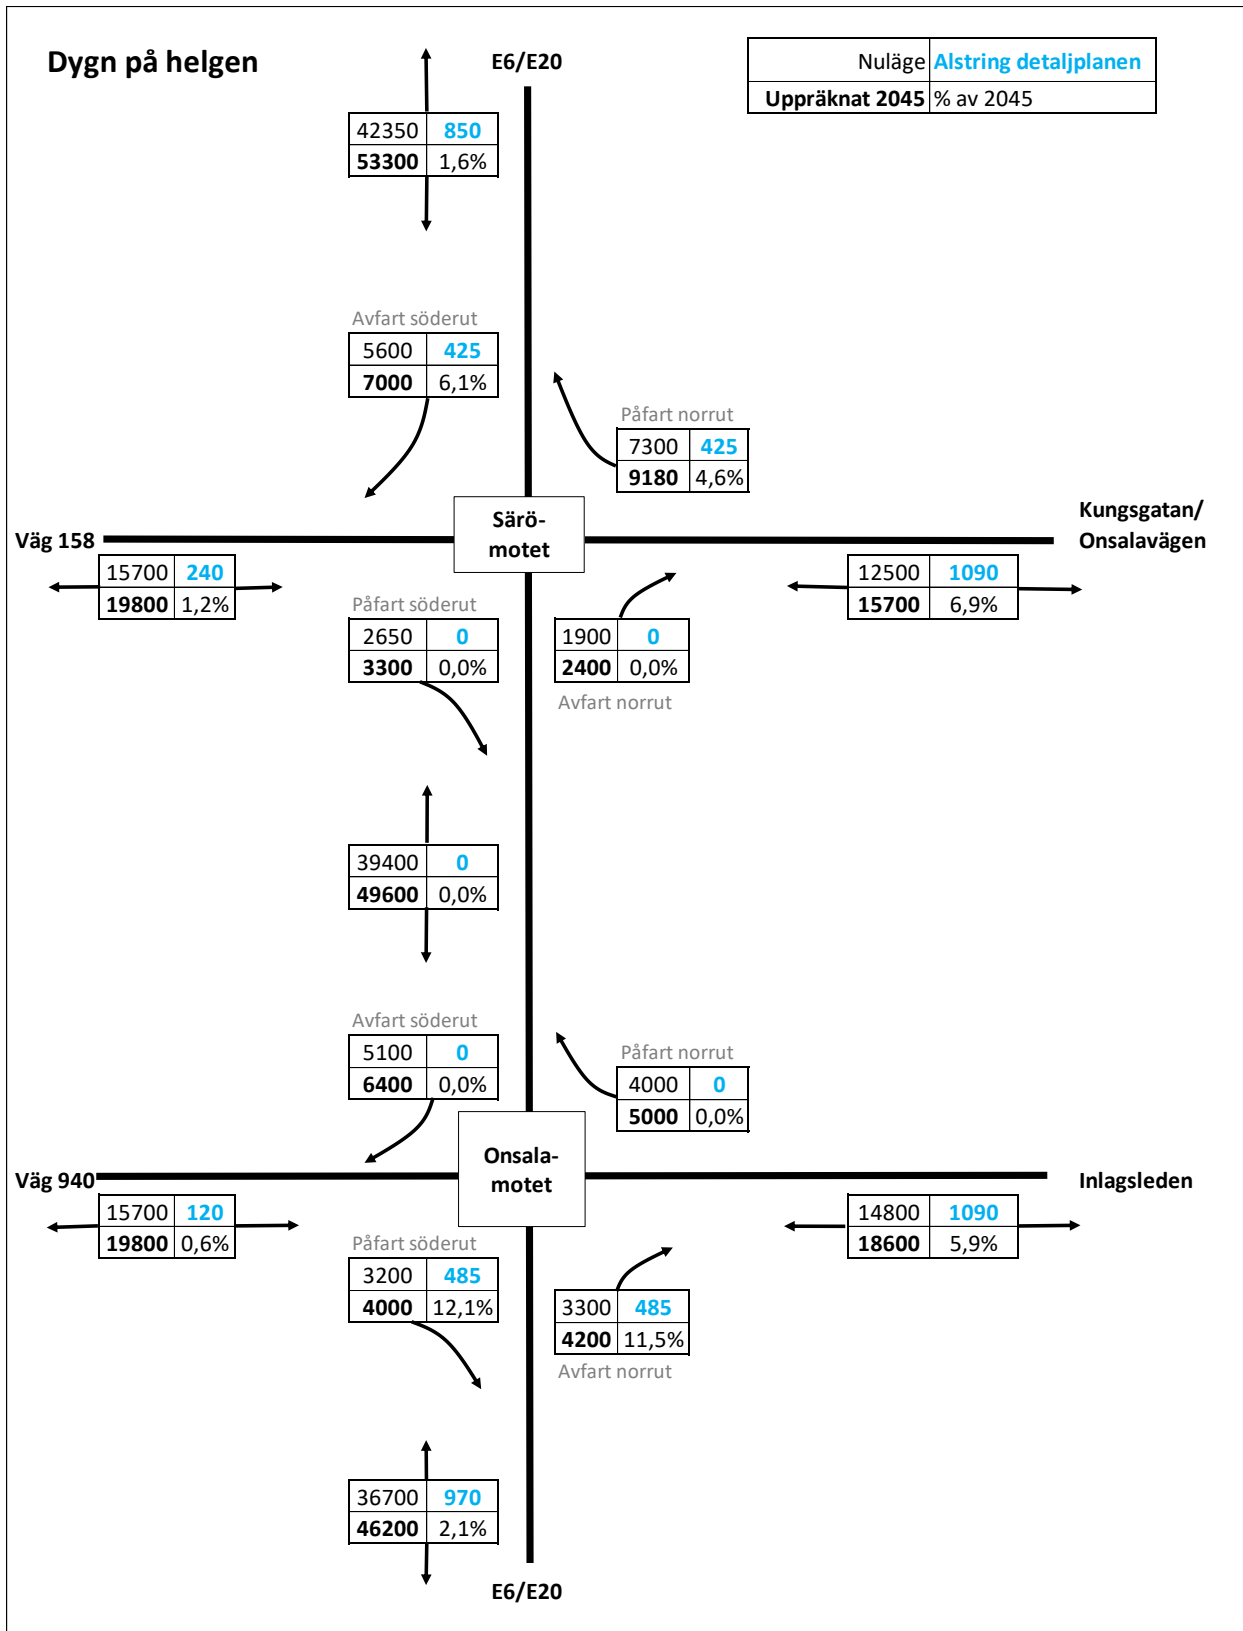 Dygn på helgen
E6/E20
Nuläge Alstring detaljplanen
Uppräknat 2045 % av 2045
42350 850
53300 1,6%
Avfart söderut
5600 425
7000 6,1%
Påfart norrut
7300 425
9180 4,6%
Särö-
motet
Väg 158
Kungsgatan/
Onsalavägen
15700 240
19800 1,2%
12500 1090
15700 6,9%
Påfart söderut
2650 0
3300 0,0%
1900 0
2400 0,0%
Avfart norrut
39400 0
49600 0,0%
Avfart söderut
5100 0
6400 0,0%
Påfart norrut
4000 0
5000 0,0%
Onsala-
motet
Väg 940
Inlagsleden
15700 120
19800 0,6%
14800 1090
18600 5,9%
Påfart söderut
3200 485
4000 12,1%
3300 485
4200 11,5%
Avfart norrut
36700 970
46200 2,1%
E6/E20